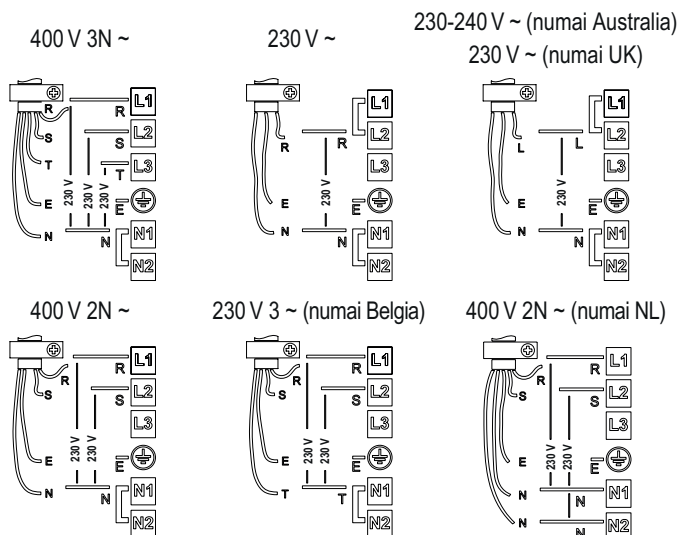 400 V 3N ~
R
S
T
E
N
230 V
230 V
230 V
R
S
T
E
N
L1
L2
L3
N1
N2
230 V ~
R
E
N
230 V
R
E
N
L1
L2
L3
N1
N2
230-240 V ~ (numai Australia)
230 V ~ (numai UK)
L
E
N
230 V
L
E
N
L1
L2
L3
N1
N2
400 V 2N ~
R
S
E
N
230 V
230 V
R
S
E
N
L1
L2
L3
N1
N2
230 V 3 ~ (numai Belgia)
R
S
E
T
230 V
230 V
R
S
E
T
L1
L2
L3
N1
N2
400 V 2N ~ (numai NL)
R
S
E
N
N
230 V
230 V
R
S
E
N
N
L1
L2
L3
N1
N2